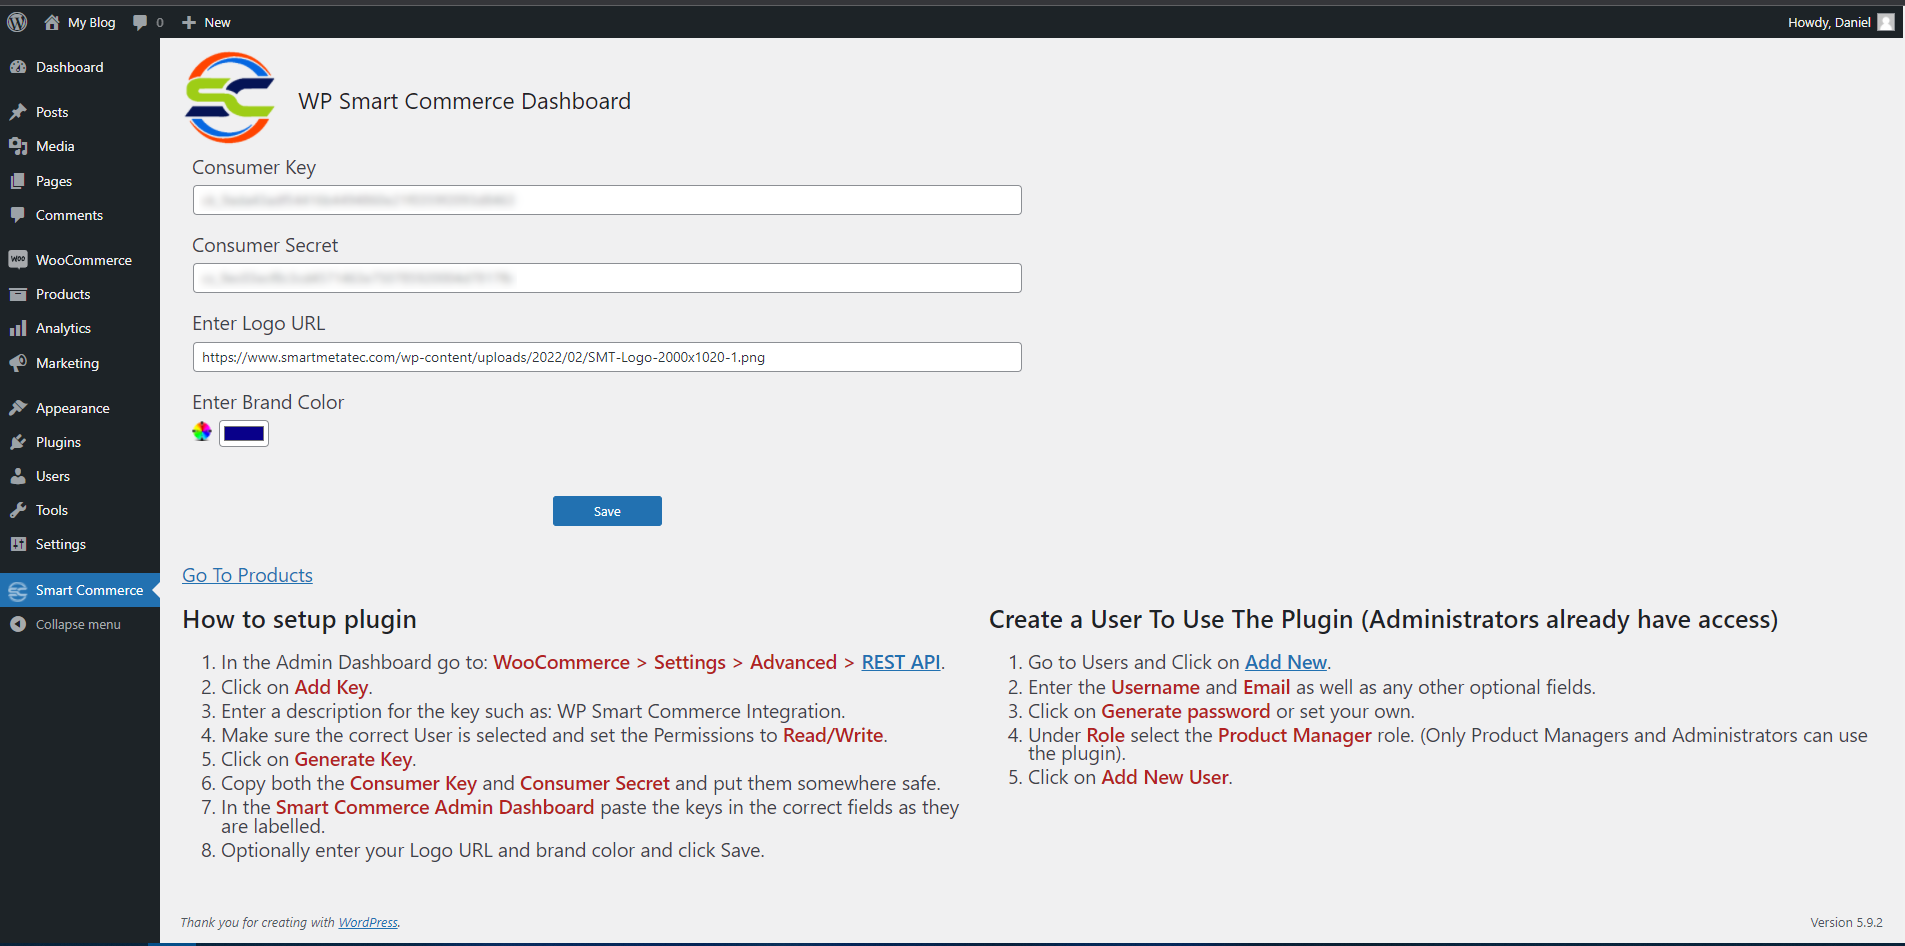 My Blog 0 New Howdy, Daniel
Dashboard
Posts
Media
Pages
Comments
WooCommerce
Products
Analytics
Marketing
Appearance
Plugins
Users
Tools
Settings
Smart Commerce
Collapse menu
SC
WP Smart Commerce Dashboard
Consumer Key
Consumer Secret
Enter Logo URL
https://www.smartmetatec.com/wp-content/uploads/2022/02/SMT-Logo-2000x1020-1.png
Enter Brand Color
Save
Go To Products
How to setup plugin
1. In the Admin Dashboard go to: WooCommerce > Settings > Advanced > REST API.
2. Click on Add Key.
3. Enter a description for the key such as: WP Smart Commerce Integration.
4. Make sure the correct User is selected and set the Permissions to Read/Write.
5. Click on Generate Key.
6. Copy both the Consumer Key and Consumer Secret and put them somewhere safe.
7. In the Smart Commerce Admin Dashboard paste the keys in the correct fields as they
are labelled.
8. Optionally enter your Logo URL and brand color and click Save.
Create a User To Use The Plugin (Administrators already have access)
1. Go to Users and Click on Add New.
2. Enter the Username and Email as well as any other optional fields.
3. Click on Generate password or set your own.
4. Under Role select the Product Manager role. (Only Product Managers and Administrators can use
the plugin).
5. Click on Add New User.
Thank you for creating with WordPress.
Version 5.9.2